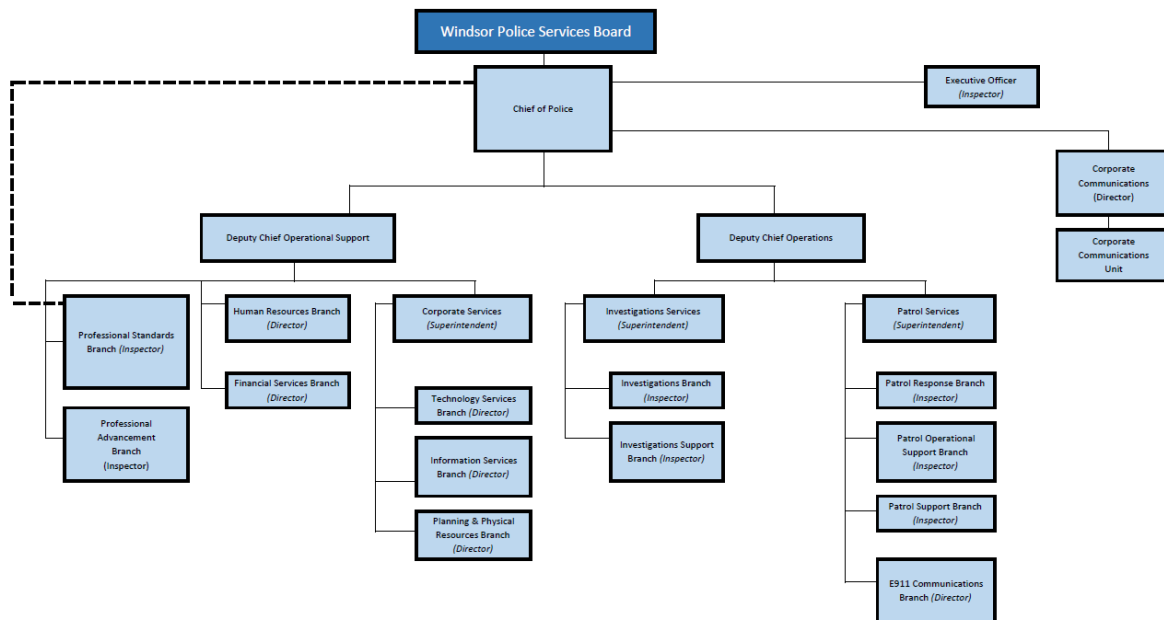 Windsor Police Services Board
Chief of Police
Executive Officer
(Inspector)
Corporate
Communications
(Director)
Corporate
Communications
Unit
Deputy Chief Operational Support
Deputy Chief Operations
Professional Standards
Branch (Inspector)
Human Resources Branch
(Director)
Corporate Services
(Superintendent)
Investigations Services
(Superintendent)
Patrol Services
(Superintendent)
Financial Services Branch
(Director)
Professional
Advancement
Branch
(Inspector)
Technology Services
Branch (Director)
Information Services
Branch (Director)
Planning & Physical
Resources Branch
(Director)
Investigations Branch
(Inspector)
Investigations Support
Branch (Inspector)
Patrol Response Branch
(Inspector)
Patrol Operational
Support Branch
(Inspector)
Patrol Support Branch
(Inspector)
E911 Communications
Branch (Director)